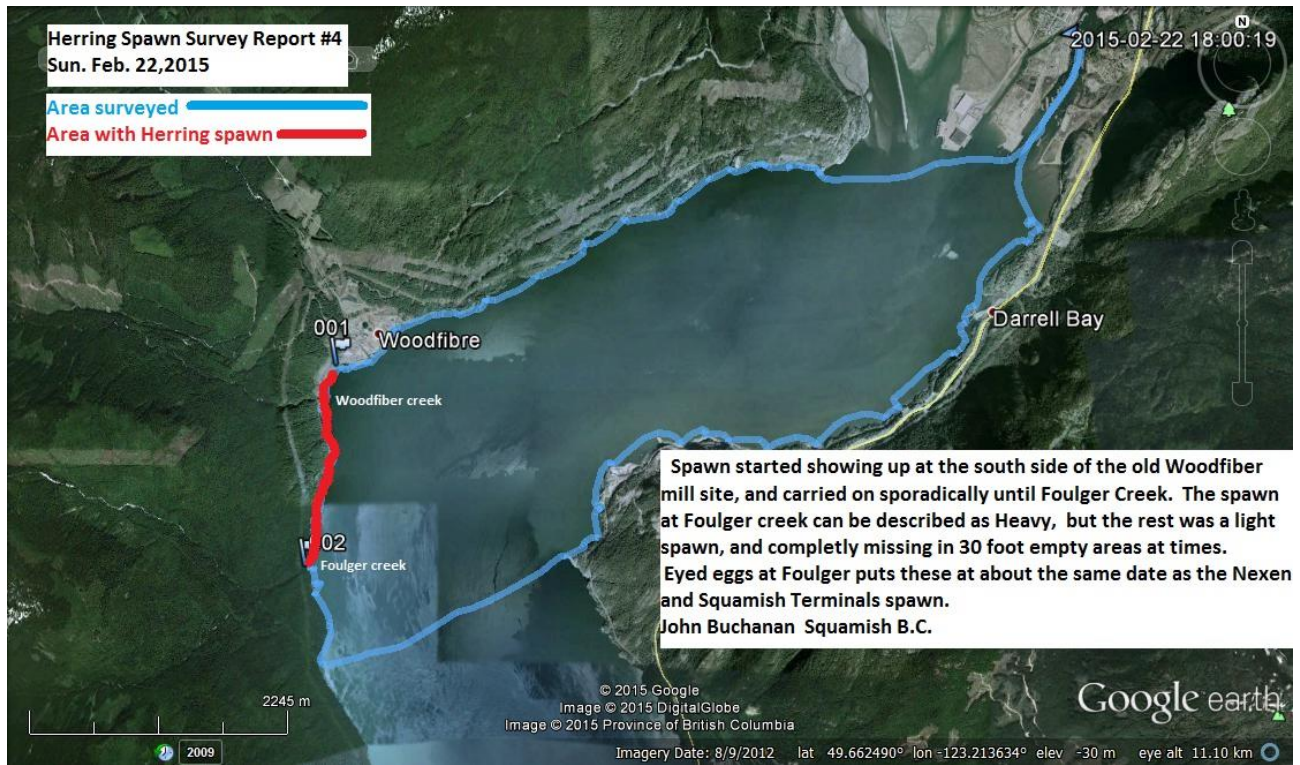 Herring Spawn Survey Report #4
Sun. Feb. 22,2015
Area surveyed
Area with Herring spawn
N
2015-02-22 18:00:19
001
Woodfibre
Darrell Bay
Woodfiber creek
02
Foulger creek
Spawn started showing up at the south side of the old Woodfiber
mill site, and carried on sporadically until Foulger Creek. The spawn
at Foulger creek can be described as Heavy, but the rest was a light
spawn, and completly missing in 30 foot empty areas at times.
Eyed eggs at Foulger puts these at about the same date as the Nexen
and Squamish Terminals spawn.
John Buchanan Squamish B.C.
2245 m
© 2015 Google
Image © 2015 DigitalGlobe
Image © 2015 Province of British Columbia
Google earth
2009
Imagery Date: 8/9/2012 lat 49.662490° lon -123.213634° elev -30 m eye alt 11.10 km